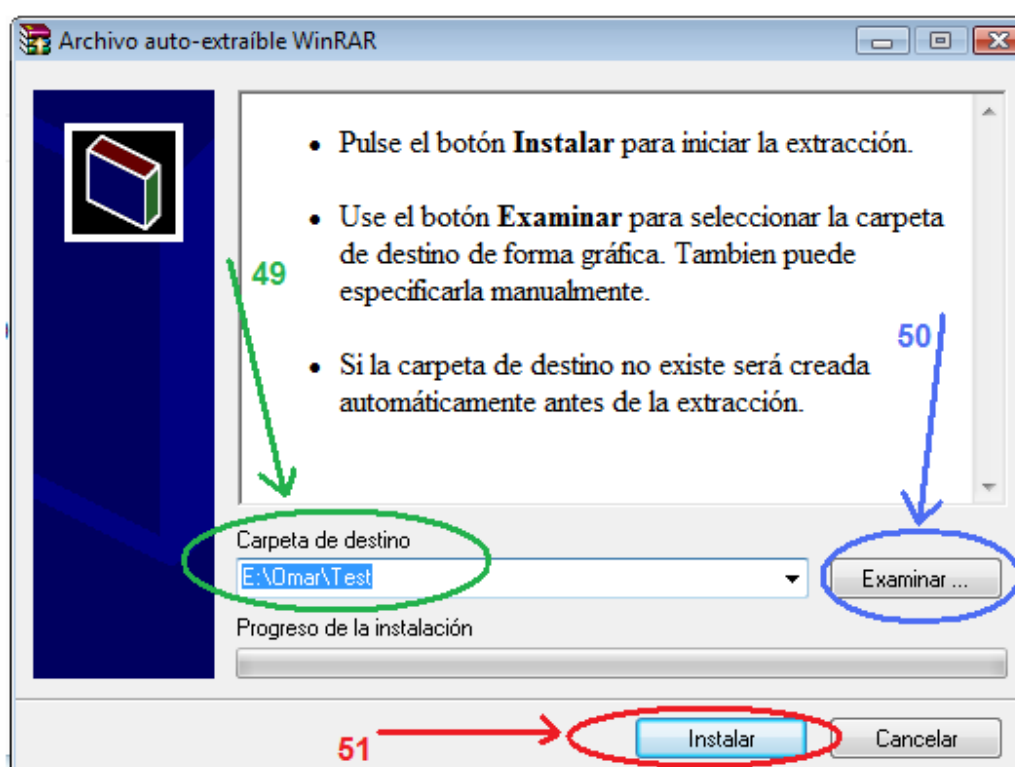 Archivo auto-extraíble WinRAR
• Pulse el botón Instalar para iniciar la extracción.
• Use el botón Examinar para seleccionar la carpeta
de destino de forma gráfica. Tambien puede
especificarla manualmente.
49
50
• Si la carpeta de destino no existe será creada
automáticamente antes de la extracción.
Carpeta de destino
E:\Omar\Test
Examinar ...
Progreso de la instalación
51
Instalar
Cancelar